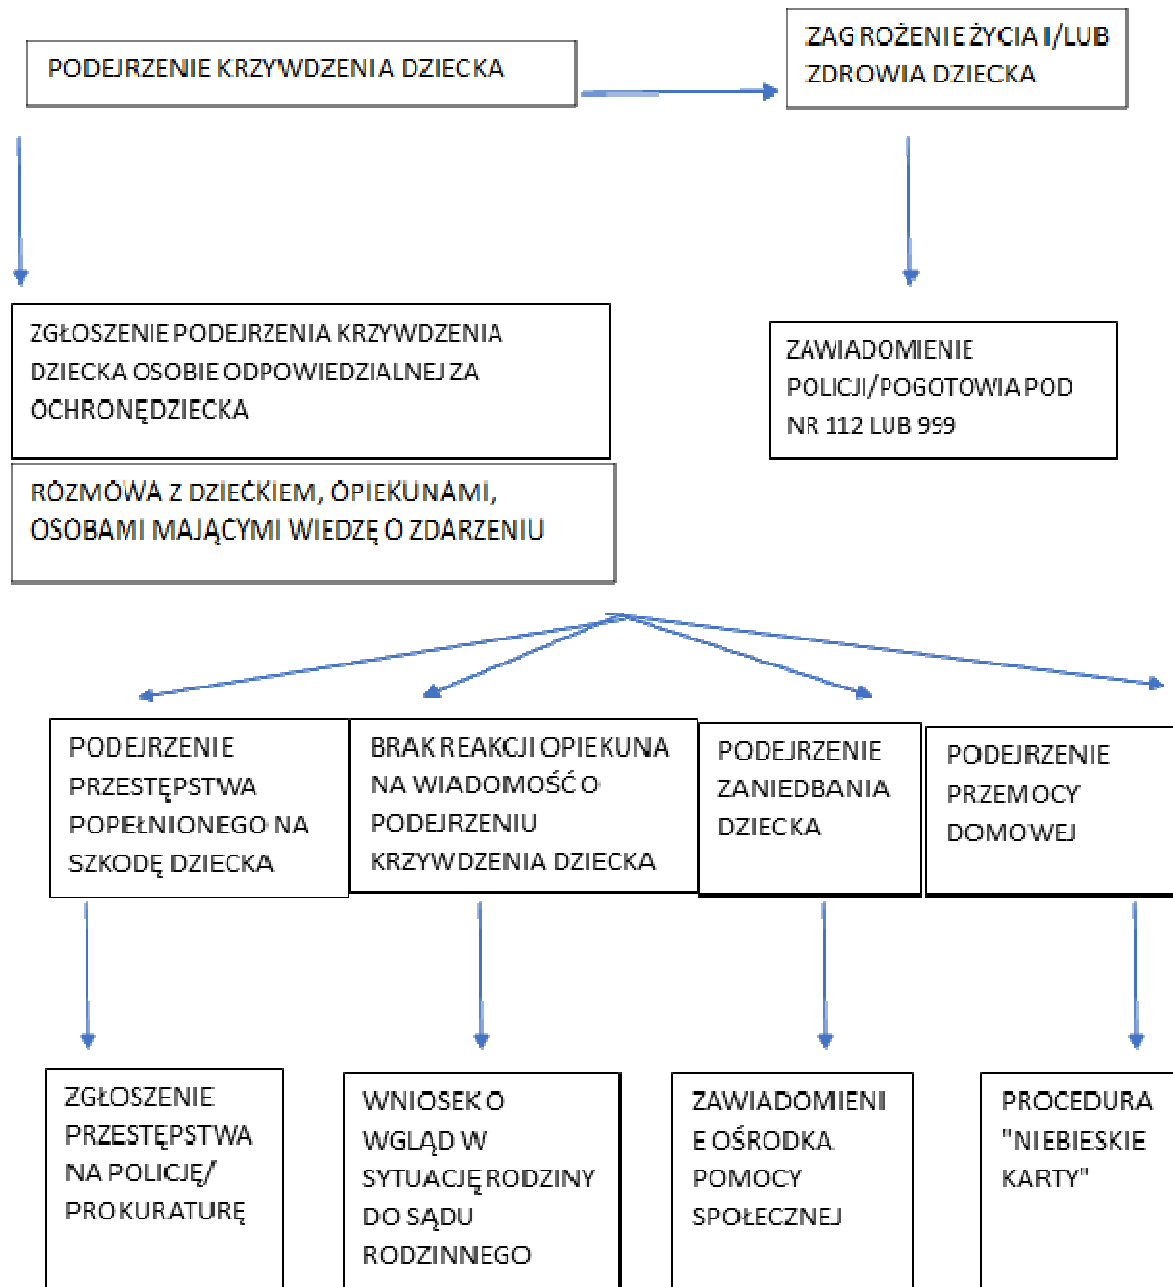 PODEJRZENIE KRZYWDZENIA DZIECKA
ZAGROŻENIE ŻYCIA I/LUB
ZDROWIA DZIECKA
ZGŁOSZENIE PODEJRZENIA KRZYWDZENIA
DZIECKA OSOBIE ODPOWIEDZIALNEJ ZA
OCHRONĘ DZIECKA
ZAWIADOMIENIE
POLICJI/POGOTOWIA POD
NR 112 LUB 999
ROZMOWA Z DZIECKIEM, OPIEKUNAMI,
OSOBAMI MAJĄCYMI WIEDZĘ O ZDARZENIU
PODEJRZENIE
PRZESTĘPSTWA
POPEŁNIONEGO NA
SZKODĘ DZIECKA
BRAK REAKCJI OPIEKUNA
NA WIADOMOŚĆ O
PODEJRZENIU
KRZYWDZENIA DZIECKA
PODEJRZENIE
ZANIEDBANIA
DZIECKA
PODEJRZENIE
PRZEMOCY
DOMOWEJ
ZGŁOSZENIE
PRZESTĘPSTWA
NA POLICJĘ/
PROKURATURĘ
WNIOSEK O
WGLĄD W
SYTUACJĘ RODZINY
DO SĄDU
RODZINNEGO
ZAWIADOMIENI
E OŚRODKA
POMOCY
SPOŁECZNEJ
PROCEDURA
"NIEBIESKIE
KARTY"